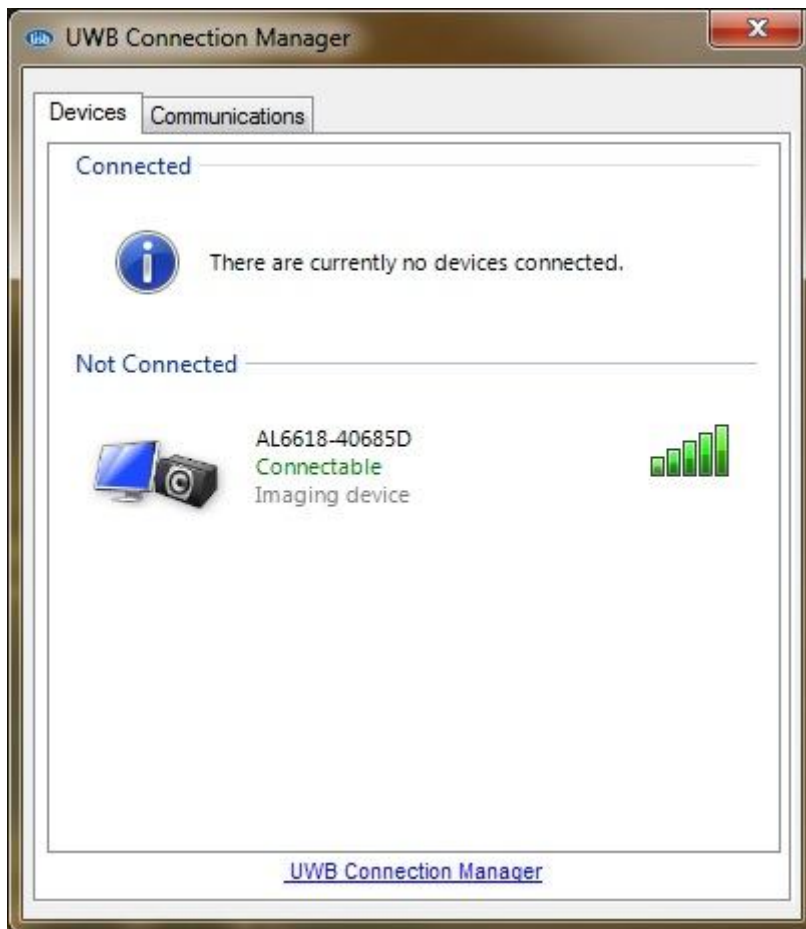 UWB Connection Manager
Devices
Communications
Connected
There are currently no devices connected.
Not Connected
AL6618-40685D
Connectable
Imaging device
UWB Connection Manager